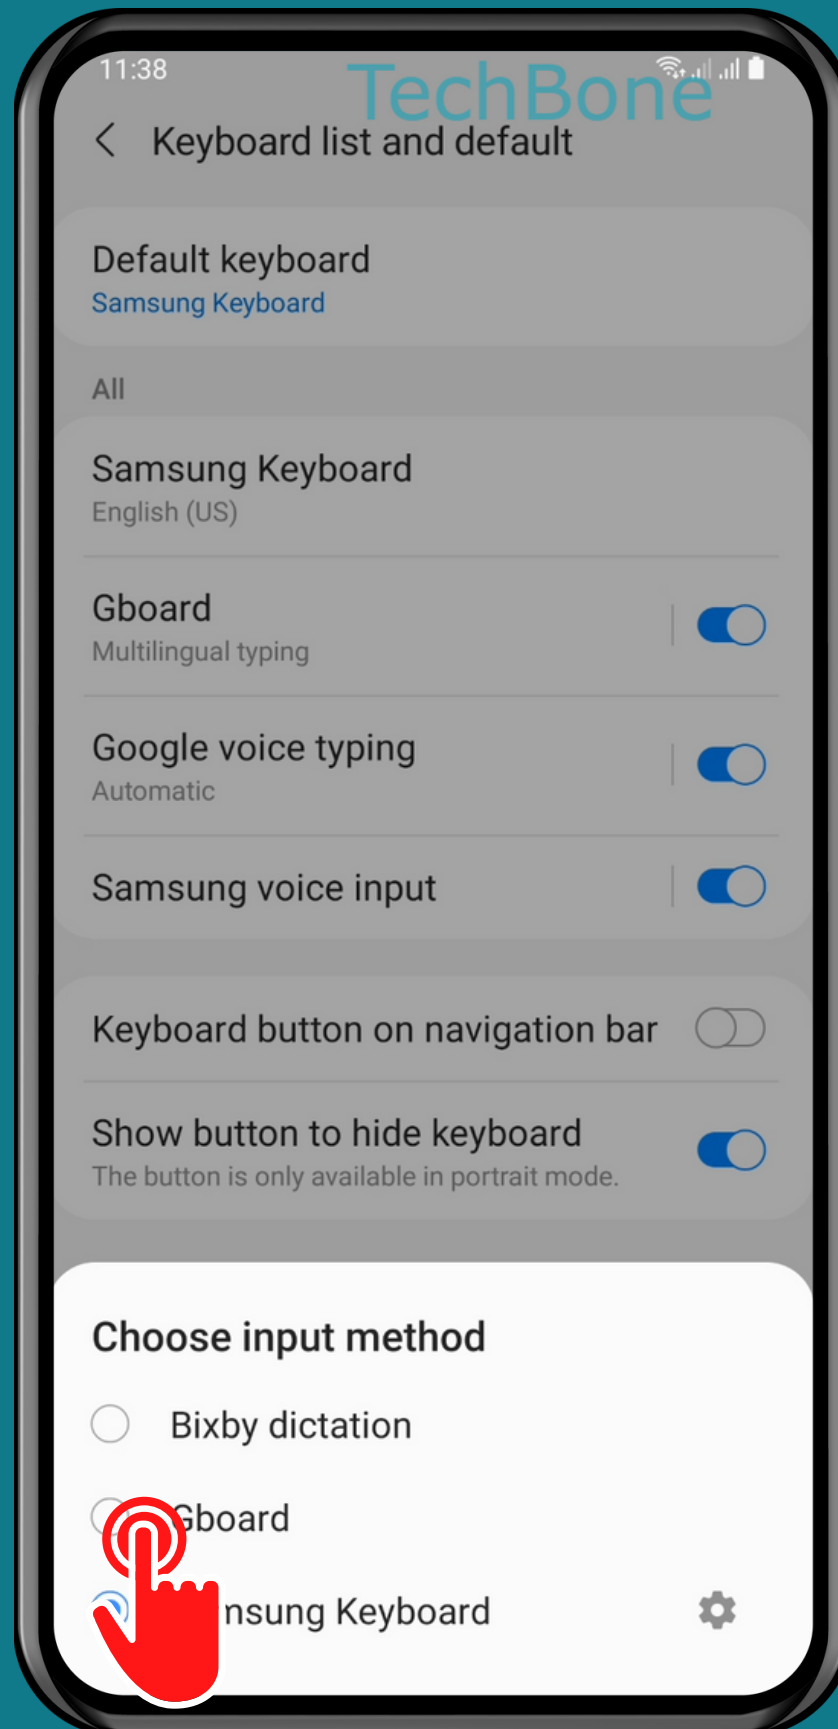 11:38
TechBone
Keyboard list and default
Default keyboard
Samsung Keyboard
All
Samsung Keyboard
English (US)
Gboard
Multilingual typing
Google voice typing
Automatic
Samsung voice input
Keyboard button on navigation bar
Show button to hide keyboard
The button is only available in portrait mode.
Choose input method
Bixby dictation
Gboard
nsung Keyboard